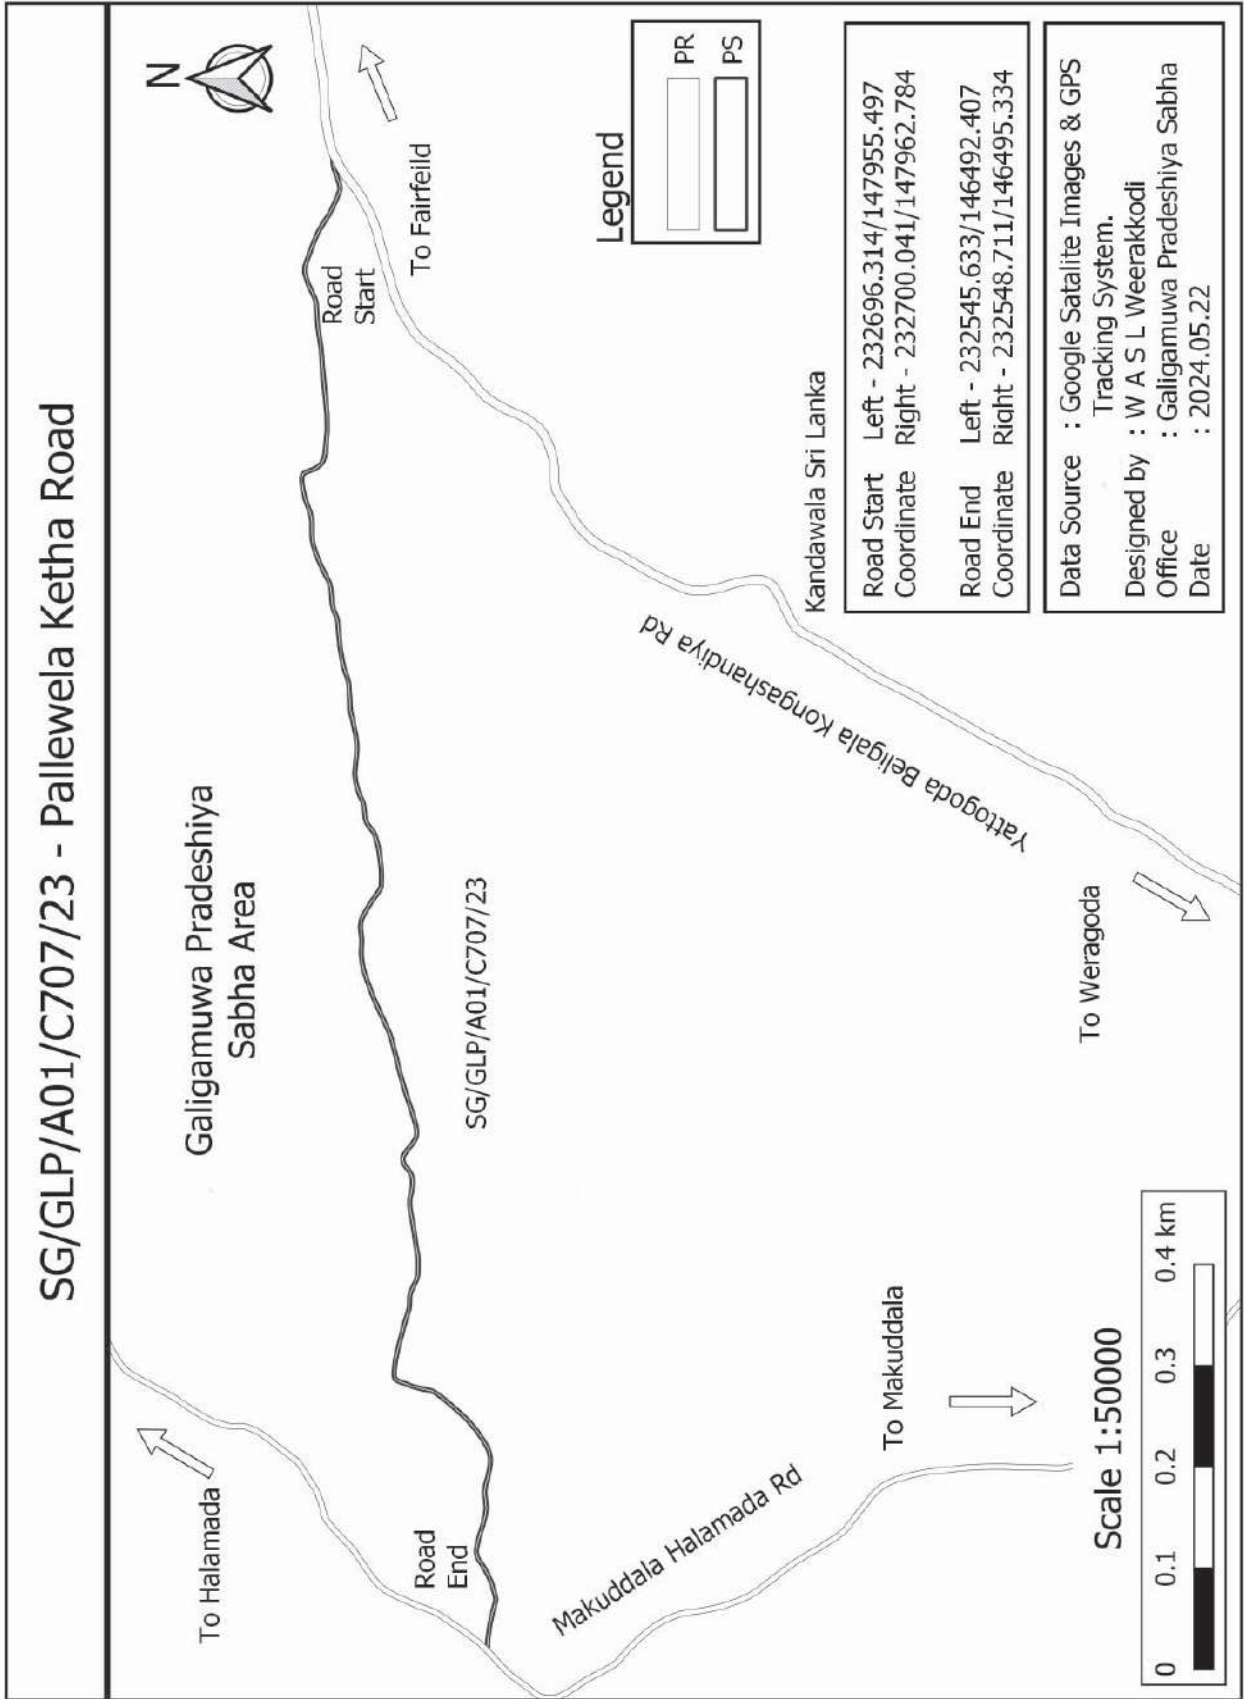 SG/GLP/A01/C707/23 - Pallewela Ketha Road
N
Galigamuwa Pradeshiya
Sabha Area
To Halamada
Road
Start
To Fairfeild
Road
End
SG/GLP/A01/C707/23
Makuddala Halamada Rd
Yattogoda Beligala Kongashandiya Rd
To Makuddala
To Weragoda
Legend
PR
PS
Kandawala Sri Lanka
Road Start Left - 232696.314/147955.497
Coordinate Right - 232700.041/147962.784
Road End Left - 232545.633/146492.407
Coordinate Right - 232548.711/146495.334
Data Source : Google Satalite Images & GPS
Tracking System.
Designed by : W A S L Weerakkodi
Office : Galigamuwa Pradeshiya Sabha
Date : 2024.05.22
Scale 1:50000
0 0.1 0.2 0.3 0.4 km